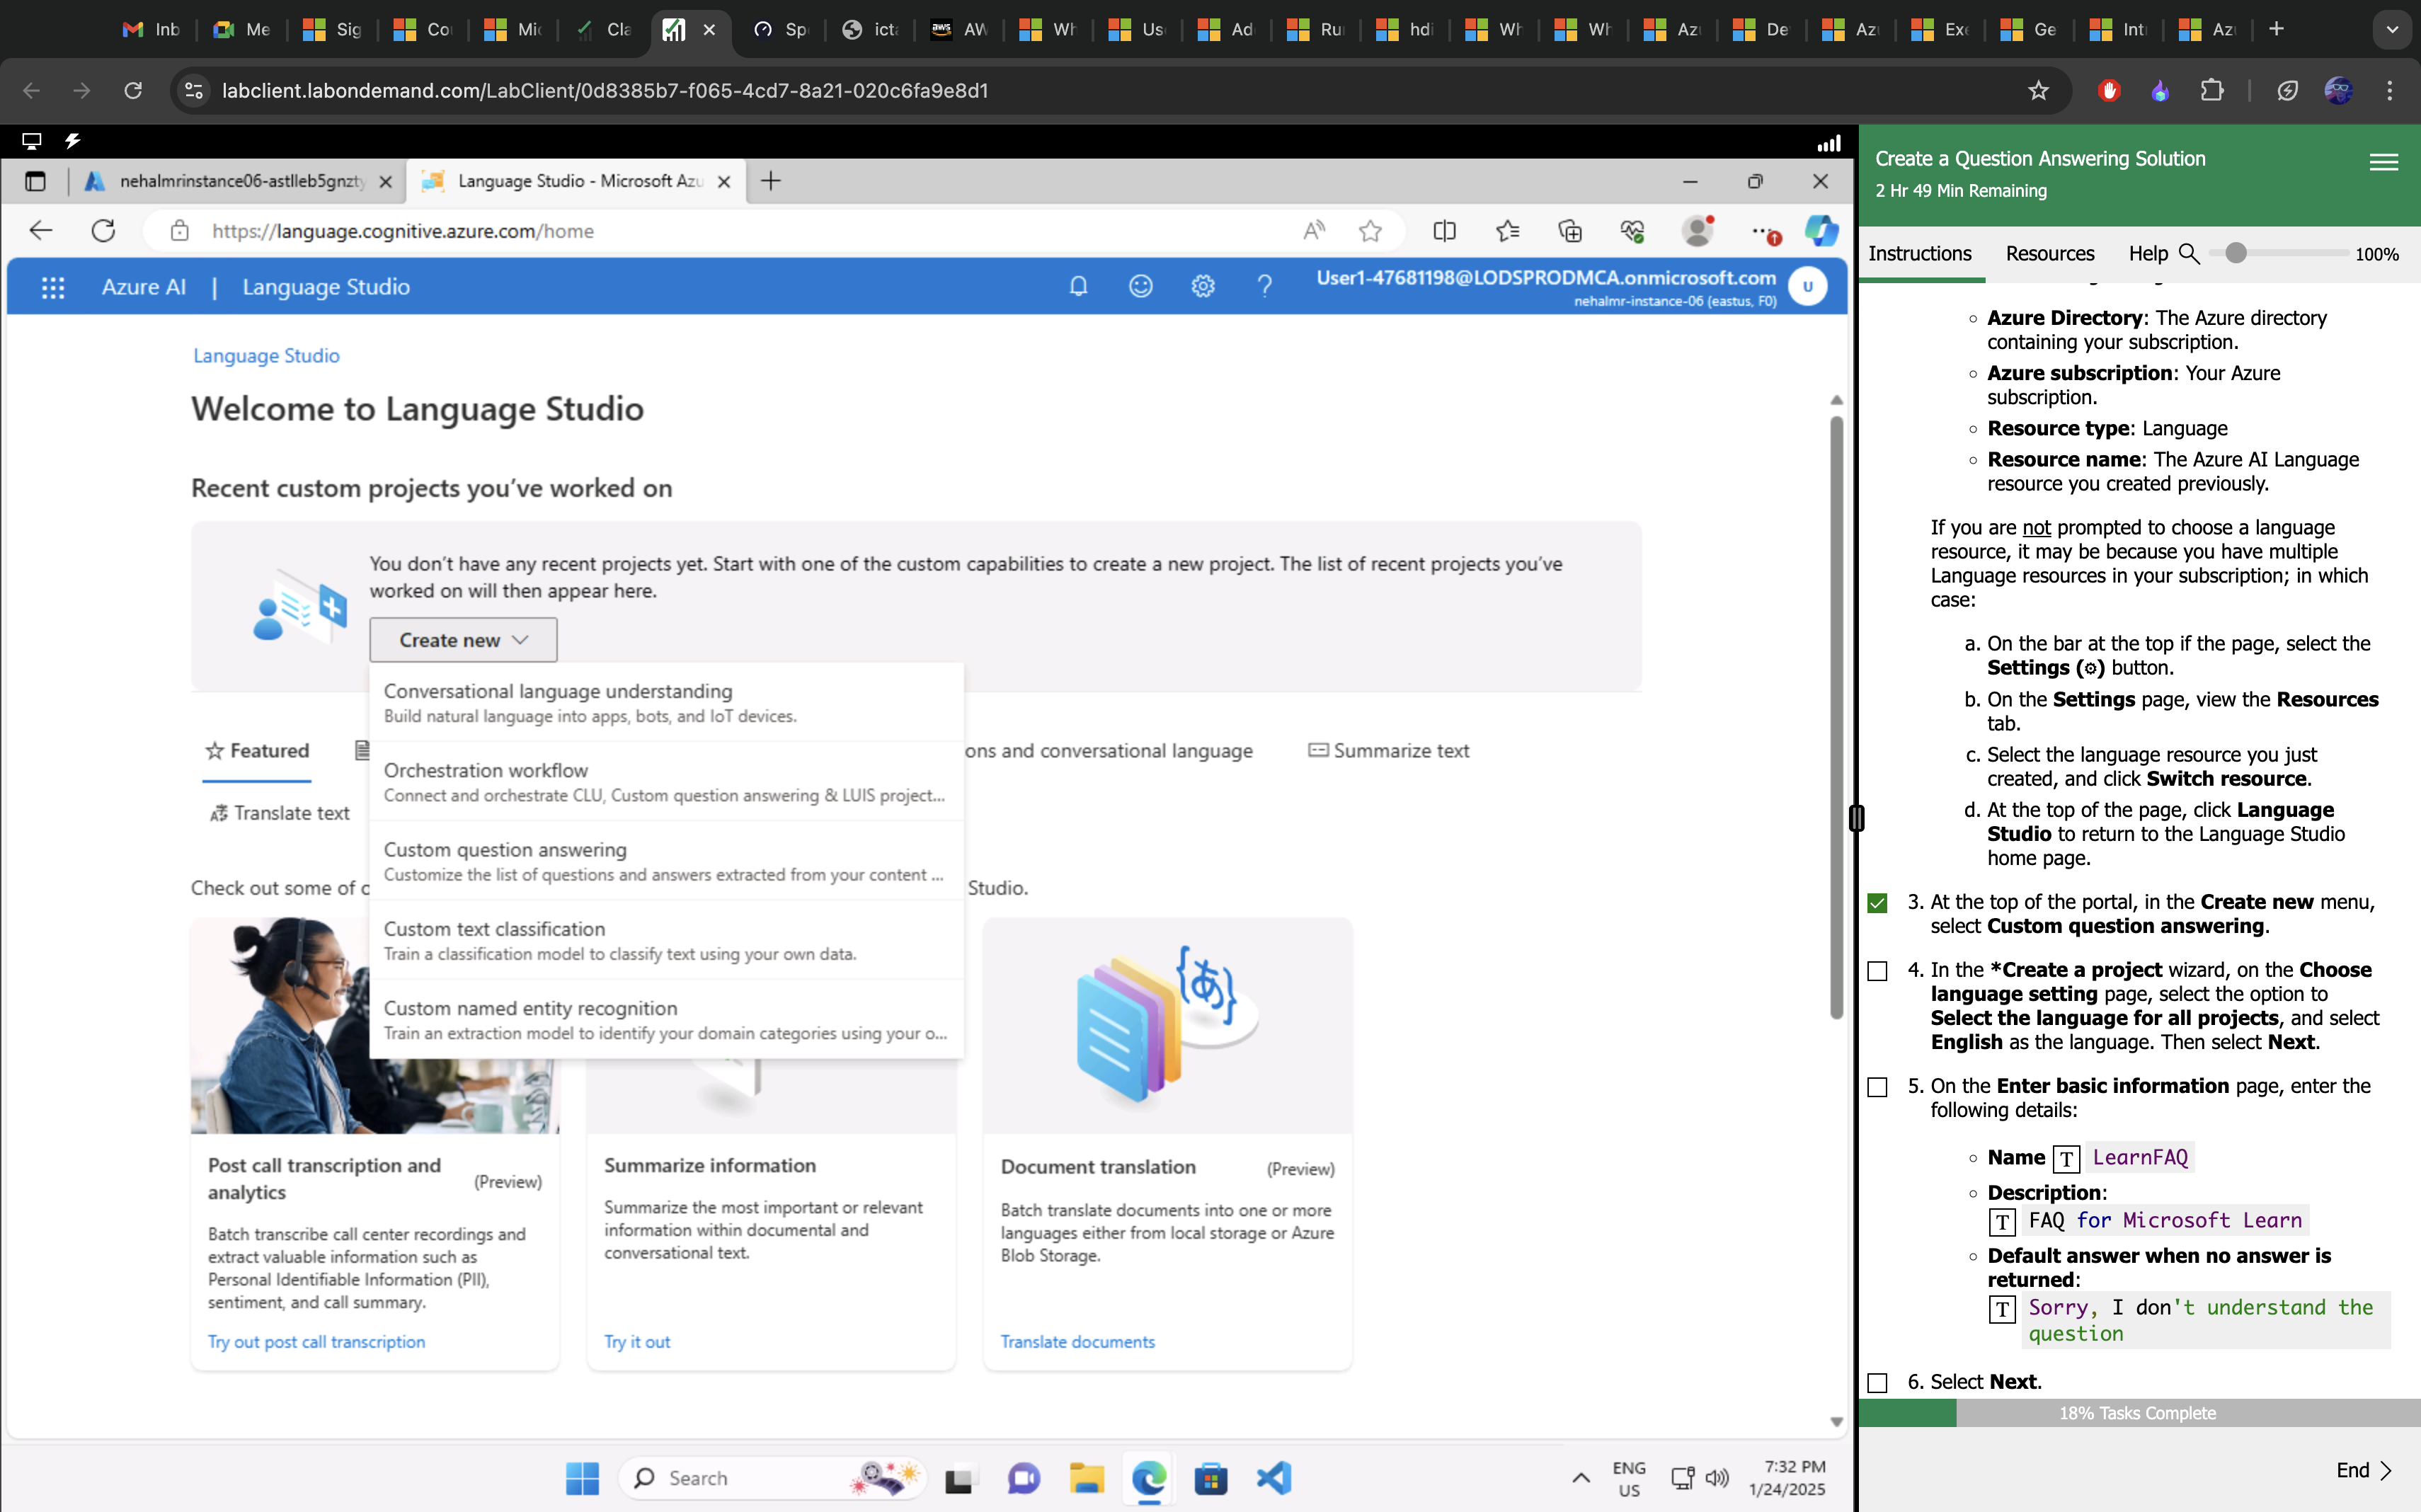 Inb
Me
Sig
Co
Mic
Cla
Sp
icta
aws AW
Wh
Us
Ad
Ru
hdi
Wh
Wh
Az
De
Az
Exe
Ge
Int
Az
labclient.labondemand.com/LabClient/0d8385b7-f065-4cd7-8a21-020c6fa9e8d1
nehalmrinstance06-astlleb5gnzty
Language Studio - Microsoft Azu
https://language.cognitive.azure.com/home
Azure AI | Language Studio
User1-47681198@LODSPRODMCA.onmicrosoft.com
nehalmr-instance-06 (eastus, F0)
U
Language Studio
Welcome to Language Studio
Recent custom projects you've worked on
You don't have any recent projects yet. Start with one of the custom capabilities to create a new project. The list of recent projects you've
worked on will then appear here.
Create new
Conversational language understanding
Build natural language into apps, bots, and IoT devices.
Orchestration workflow
Connect and orchestrate CLU, Custom question answering & LUIS project...
Custom question answering
Customize the list of questions and answers extracted from your content ...
Custom text classification
Train a classification model to classify text using your own data.
Custom named entity recognition
Train an extraction model to identify your domain categories using your o...
Featured
ons and conversational language
Summarize text
Translate text
Check out some of c
Studio.
Post call transcription and
analytics
(Preview)
Batch transcribe call center recordings and
extract valuable information such as
Personal Identifiable Information (PII),
sentiment, and call summary.
Try out post call transcription
Summarize information
Summarize the most important or relevant
information within documental and
conversational text.
Try it out
Document translation
(Preview)
Batch translate documents into one or more
languages either from local storage or Azure
Blob Storage.
Translate documents
{あ}
Search
ENG
US
7:32 PM
1/24/2025
Create a Question Answering Solution
2 Hr 49 Min Remaining
Instructions
Resources
Help
100%
Azure Directory: The Azure directory
containing your subscription.
Azure subscription: Your Azure
subscription.
Resource type: Language
Resource name: The Azure AI Language
resource you created previously.
If you are not prompted to choose a language
resource, it may be because you have multiple
Language resources in your subscription; in which
case:
a. On the bar at the top if the page, select the
Settings (⚙) button.
b. On the Settings page, view the Resources
tab.
c. Select the language resource you just
created, and click Switch resource.
d. At the top of the page, click Language
Studio to return to the Language Studio
home page.
3. At the top of the portal, in the Create new menu,
select Custom question answering.
4. In the *Create a project wizard, on the Choose
language setting page, select the option to
Select the language for all projects, and select
English as the language. Then select Next.
5. On the Enter basic information page, enter the
following details:
Name T LearnFAQ
Description:
T FAQ for Microsoft Learn
Default answer when no answer is
returned:
T Sorry, I don't understand the
question
6. Select Next.
18% Tasks Complete
End